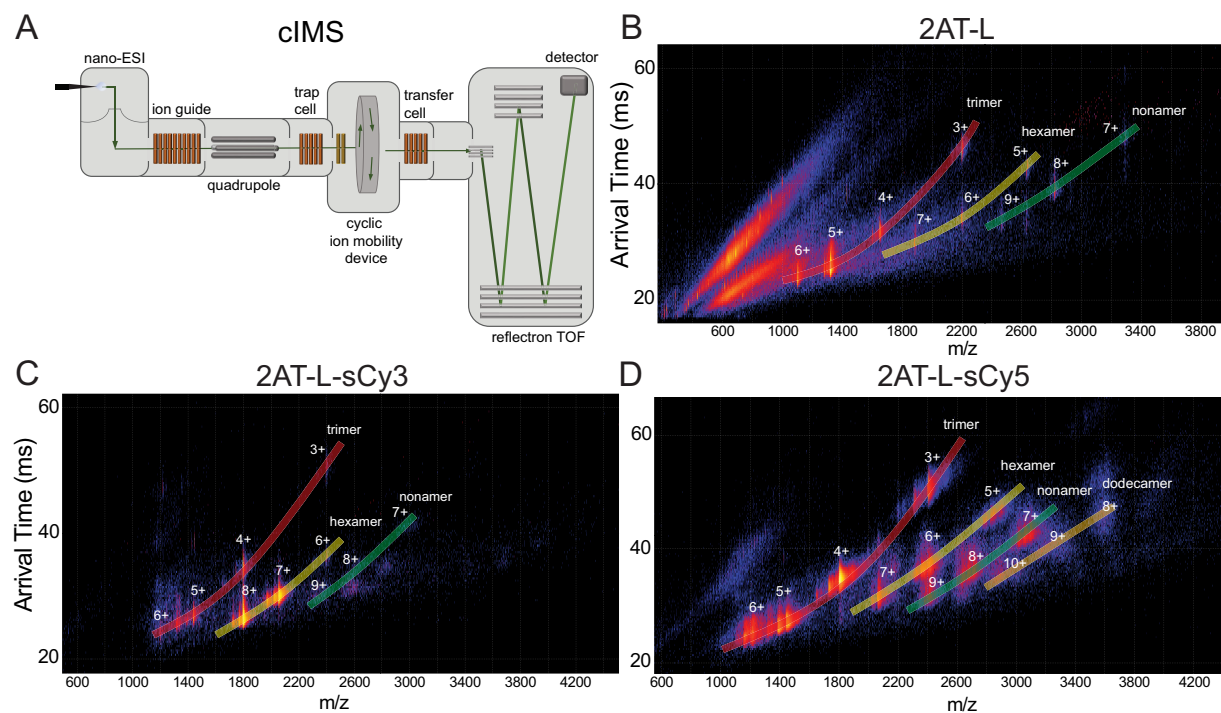 A
cIMS
nano-ESI
ion guide
quadrupole
trap
cell
cyclic
ion mobility
device
transfer
cell
detector
reflectron TOF
B
2AT-L
Arrival Time (ms)
60
40
20
trimer
3+
4+
5+
6+
hexamer
5+
6+
7+
nonamer
7+
8+
9+
600
1000
1400
1800
2200
2600
3000
3400
3800
m/z
C
2AT-L-sCy3
Arrival Time (ms)
60
40
20
trimer
3+
4+
5+
6+
hexamer
6+
7+
8+
nonamer
7+
8+
9+
600
1000
1400
1800
2200
2600
3000
3400
3800
4200
m/z
D
2AT-L-sCy5
Arrival Time (ms)
60
40
20
trimer
3+
4+
5+
6+
hexamer
5+
6+
7+
nonamer
7+
8+
9+
dodecamer
8+
9+
10+
600
1000
1400
1800
2200
2600
3000
3400
3800
4200
m/z